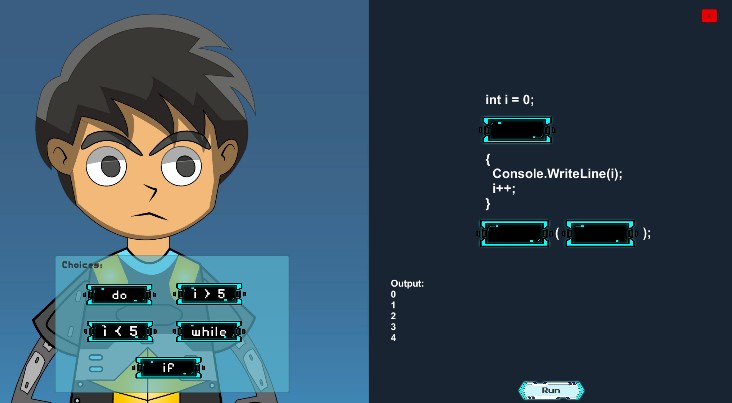 Choices:
do
i > 5
i < 5
while
if
int i = 0;
{
Console.WriteLine(i);
i++;
}
( );
Output:
0
1
2
3
4
Run